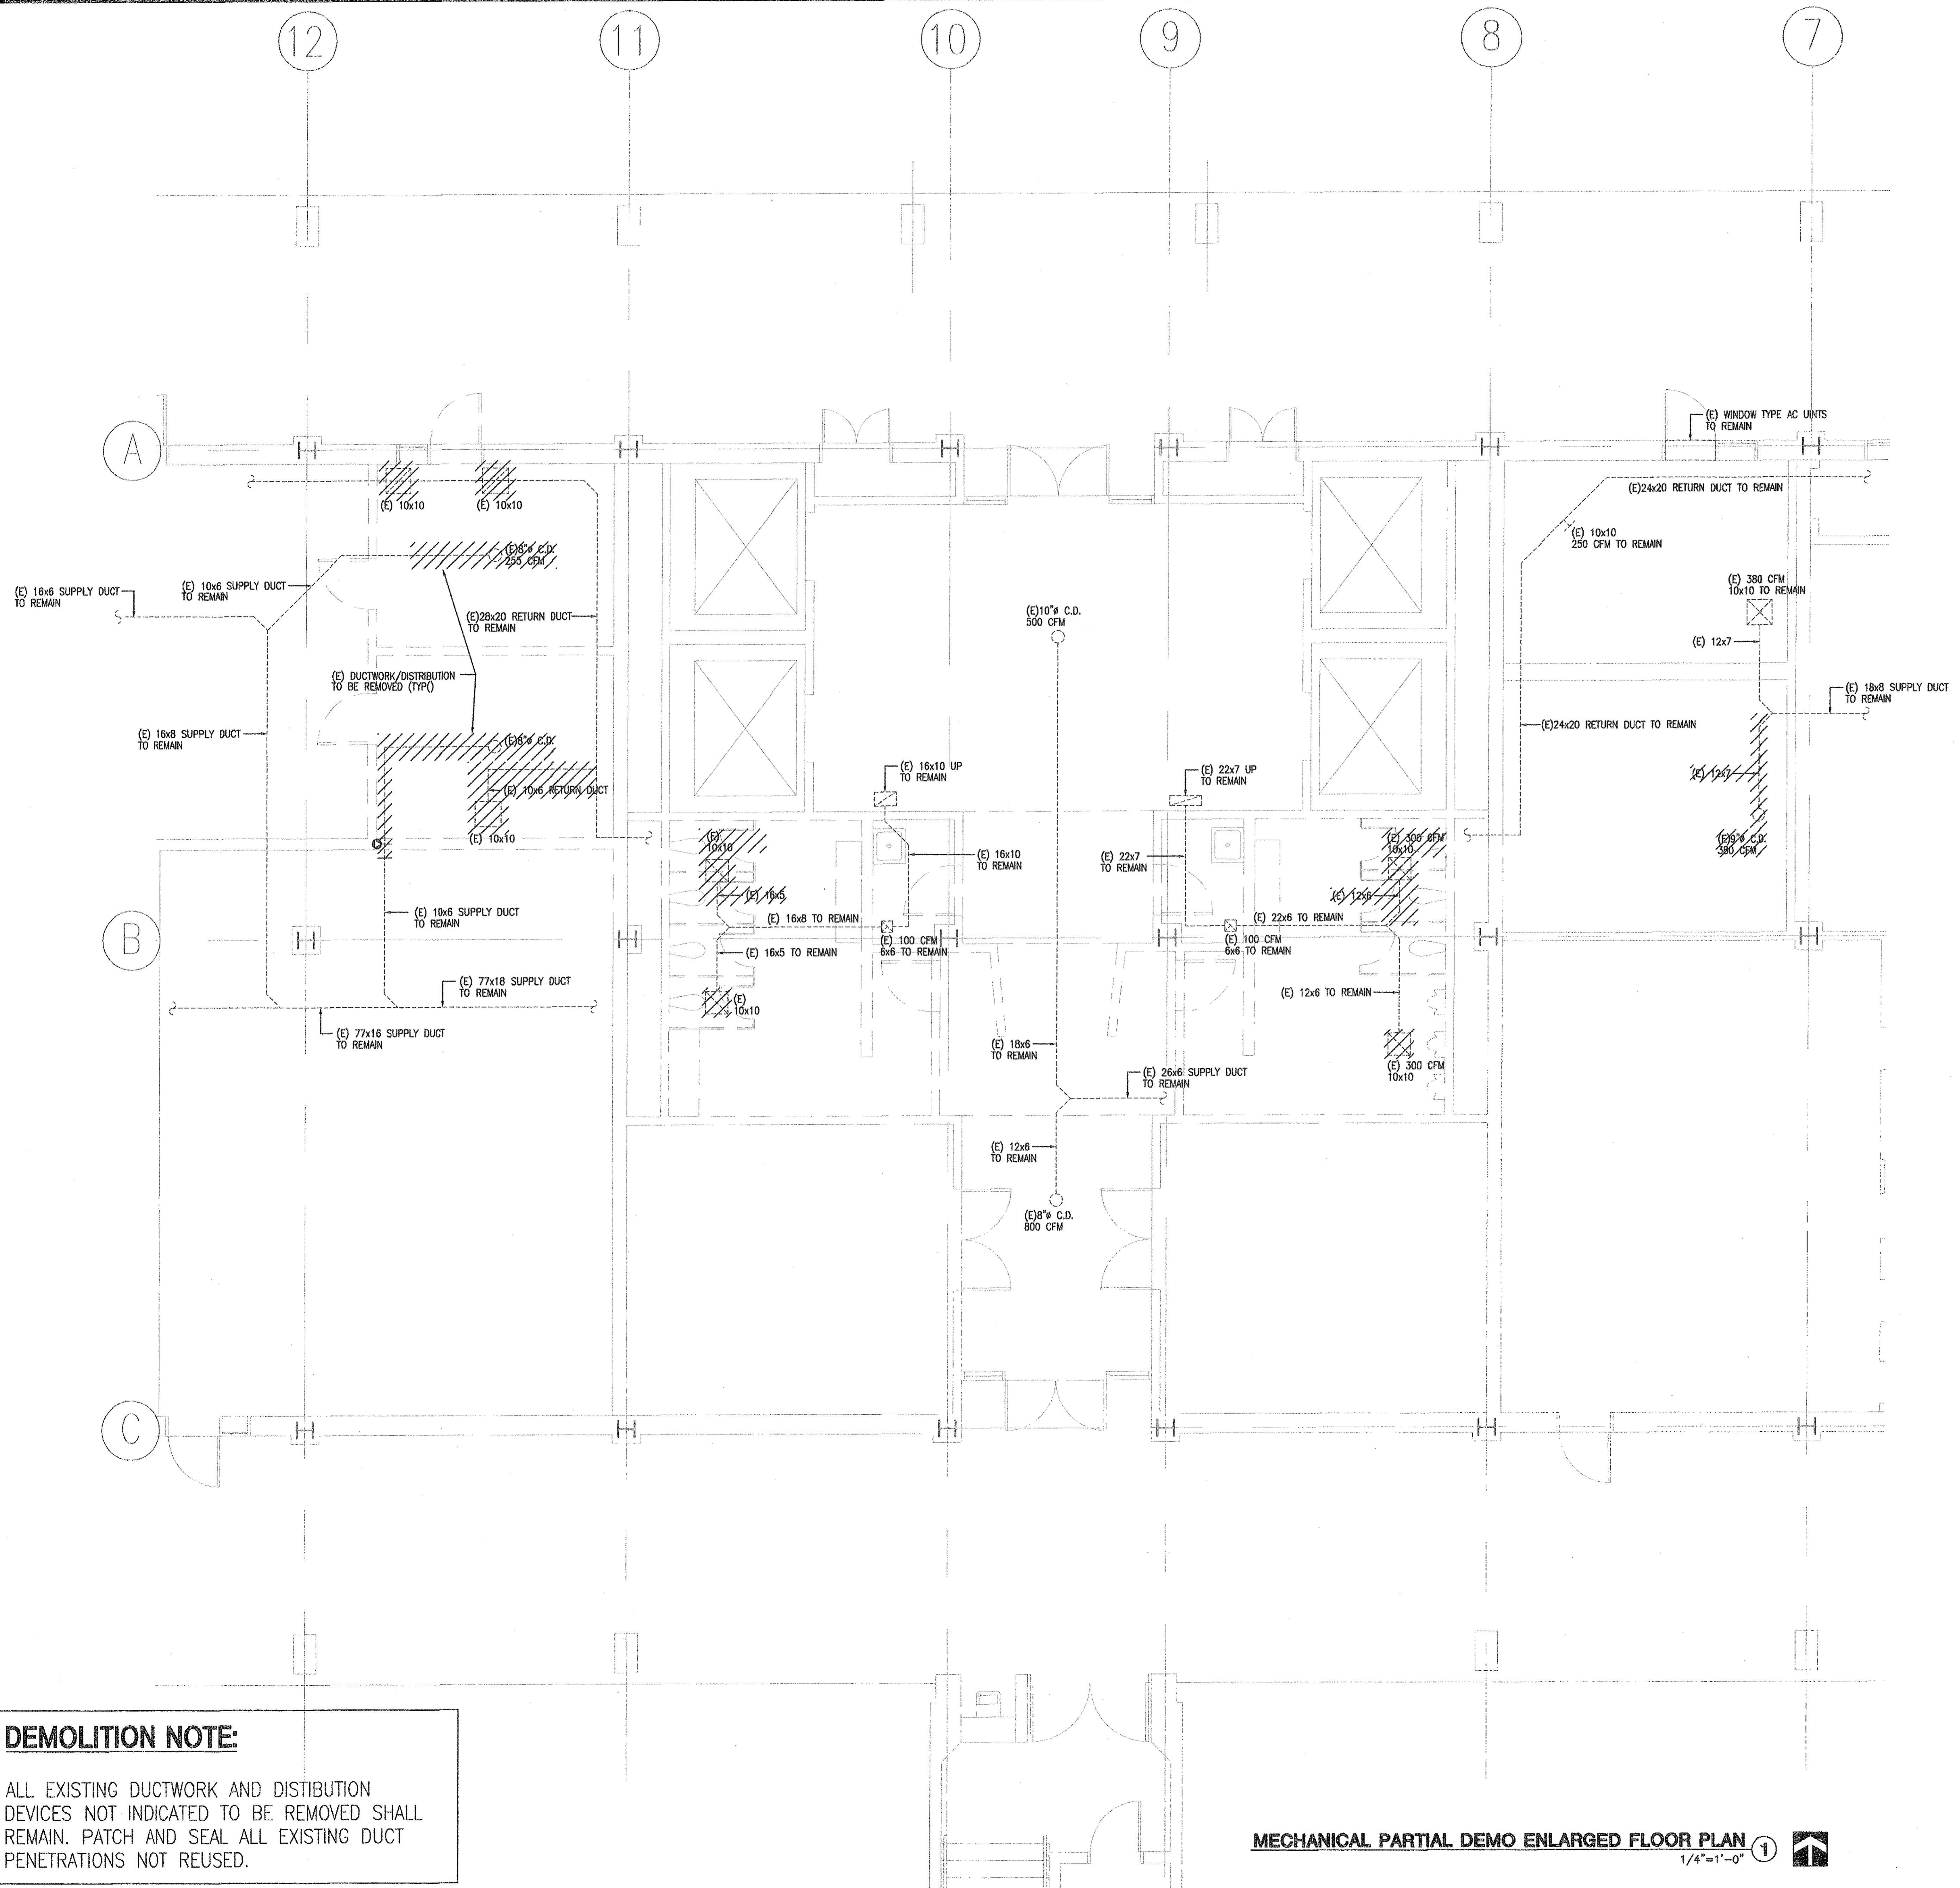 12
11
10
9
8
7
A
(E) WINDOW TYPE AC UINTS
TO REMAIN
(E) 10x10
(E) 10x10
(E)24x20 RETURN DUCT TO REMAIN
(E) 10x10
250 CFM TO REMAIN
(E)8"ø C.D.
255 CFM
(E) 16x6 SUPPLY DUCT
TO REMAIN
(E) 10x6 SUPPLY DUCT
TO REMAIN
(E)28x20 RETURN DUCT
TO REMAIN
(E)10"ø C.D.
500 CFM
(E) 380 CFM
10x10 TO REMAIN
(E) 12x7
(E) DUCTWORK/DISTRIBUTION
TO BE REMOVED (TYP()
(E) 18x8 SUPPLY DUCT
TO REMAIN
(E) 16x8 SUPPLY DUCT
TO REMAIN
(E)8"ø C.D.
(E)24x20 RETURN DUCT TO REMAIN
(E) 10x6 RETURN DUCT
(E) 16x10 UP
TO REMAIN
(E) 22x7 UP
TO REMAIN
(E) 12x7
(E) 10x10
(E)
10x10
(E) 16x10
TO REMAIN
(E) 22x7
TO REMAIN
(E) 300 CFM
10x10
(E)9"ø C.D.
380 CFM
(E) 16x5
(E) 12x6
(E) 10x6 SUPPLY DUCT
TO REMAIN
(E) 16x8 TO REMAIN
(E) 22x6 TO REMAIN
B
(E) 100 CFM
6x6 TO REMAIN
(E) 100 CFM
6x6 TO REMAIN
(E) 16x5 TO REMAIN
(E) 77x18 SUPPLY DUCT
TO REMAIN
(E) 12x6 TO REMAIN
(E)
10x10
(E) 77x16 SUPPLY DUCT
TO REMAIN
(E) 18x6
TO REMAIN
(E) 26x6 SUPPLY DUCT
TO REMAIN
(E) 300 CFM
10x10
(E) 12x6
TO REMAIN
(E)8"ø C.D.
800 CFM
C
DEMOLITION NOTE:
ALL EXISTING DUCTWORK AND DISTIBUTION
DEVICES NOT INDICATED TO BE REMOVED SHALL
REMAIN. PATCH AND SEAL ALL EXISTING DUCT
PENETRATIONS NOT REUSED.
MECHANICAL PARTIAL DEMO ENLARGED FLOOR PLAN 1
1/4"=1'-0"